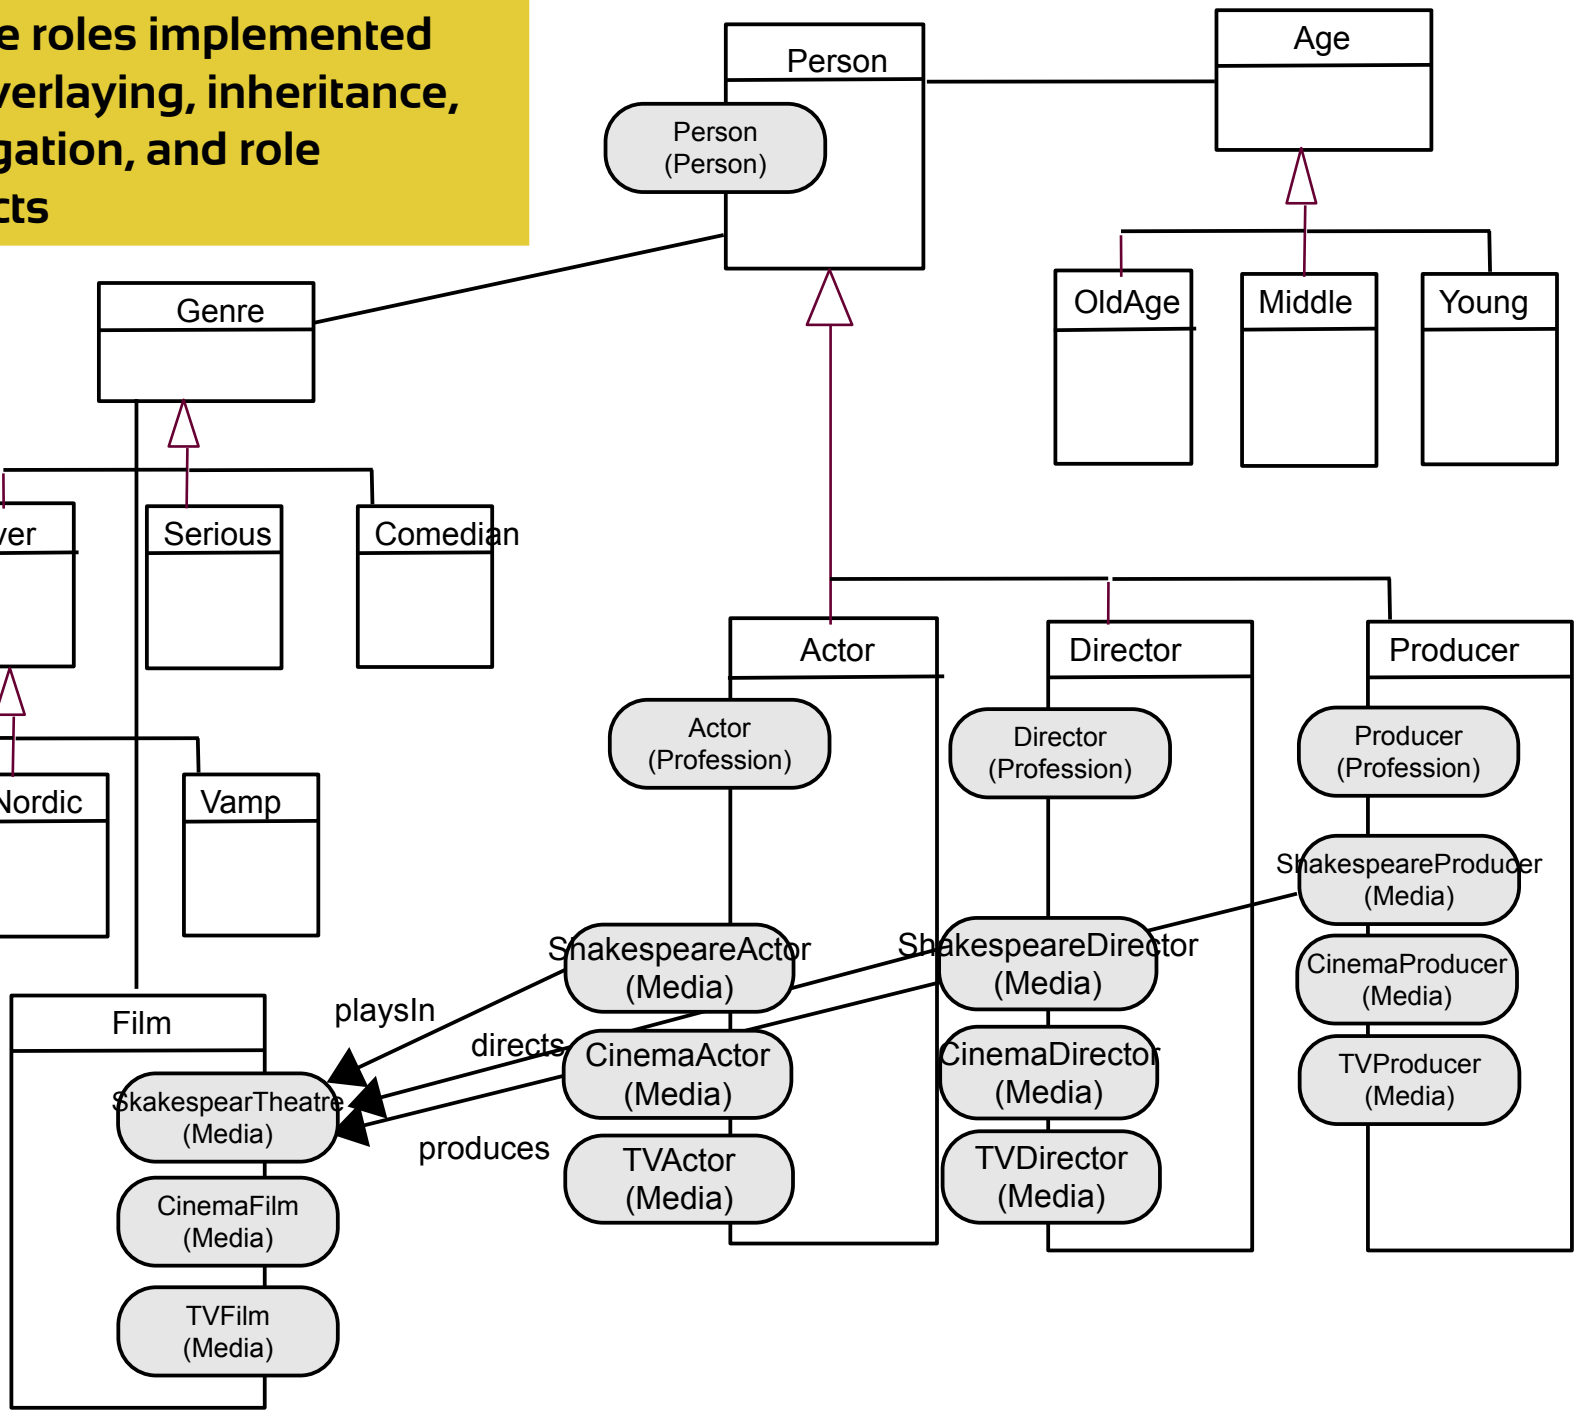 e roles implemented
verlaying, inheritance,
gation, and role
cts
Person
Age
Person
(Person)
OldAge
Middle
Young
Genre
ver
Serious
Comedian
Actor
Director
Producer
Actor
(Profession)
Director
(Profession)
Producer
(Profession)
Nordic
Vamp
ShakespeareProducer
(Media)
ShakespeareActor
(Media)
ShakespeareDirector
(Media)
CinemaProducer
(Media)
playsIn
Film
directs
CinemaActor
(Media)
CinemaDirector
(Media)
TVProducer
(Media)
SkakespearTheatre
(Media)
produces
TVActor
(Media)
TVDirector
(Media)
CinemaFilm
(Media)
TVFilm
(Media)